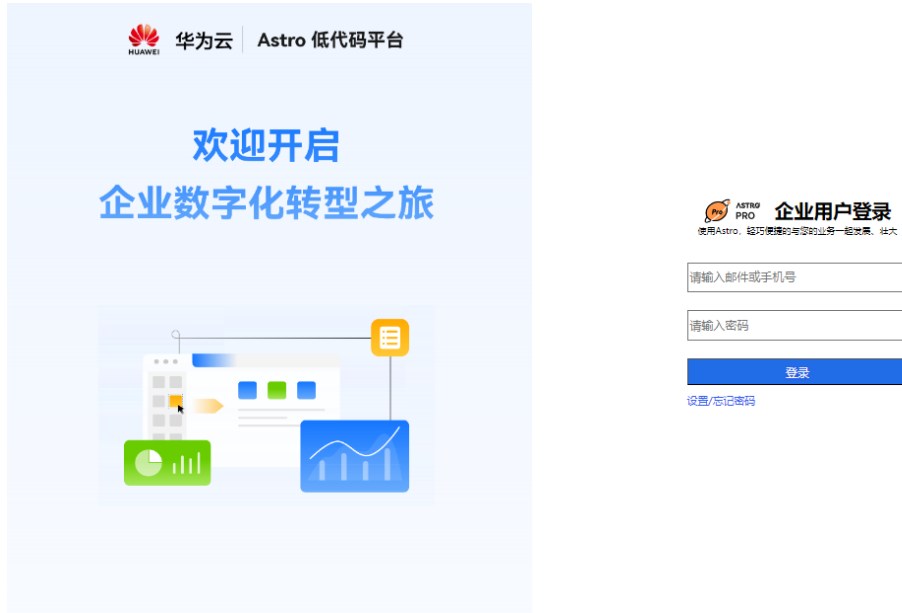 HUAWEI 华为云 Astro 低代码平台
欢迎开启
企业数字化转型之旅
Pro ASTRO PRO 企业用户登录
使用Astro，轻巧便捷的与您的业务一起发展、壮大
请输入邮件或手机号
请输入密码
登录
设置/忘记密码